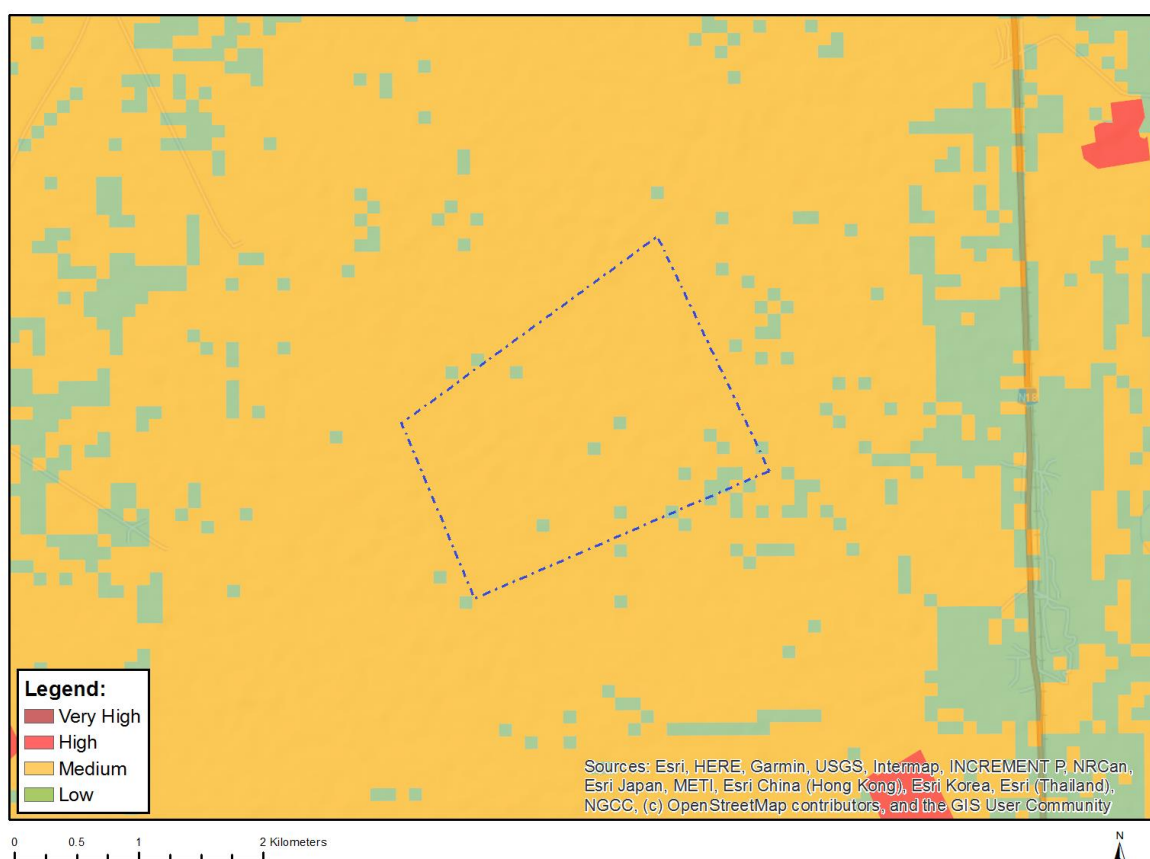 N18
Legend:
Very High
High
Medium
Low
Sources: Esri, HERE, Garmin, USGS, Intermap, INCREMENT P, NRCan,
Esri Japan, METI, Esri China (Hong Kong), Esri Korea, Esri (Thailand),
NGCC, (c) OpenStreetMap contributors, and the GIS User Community
0 0.5 1 2 Kilometers
N